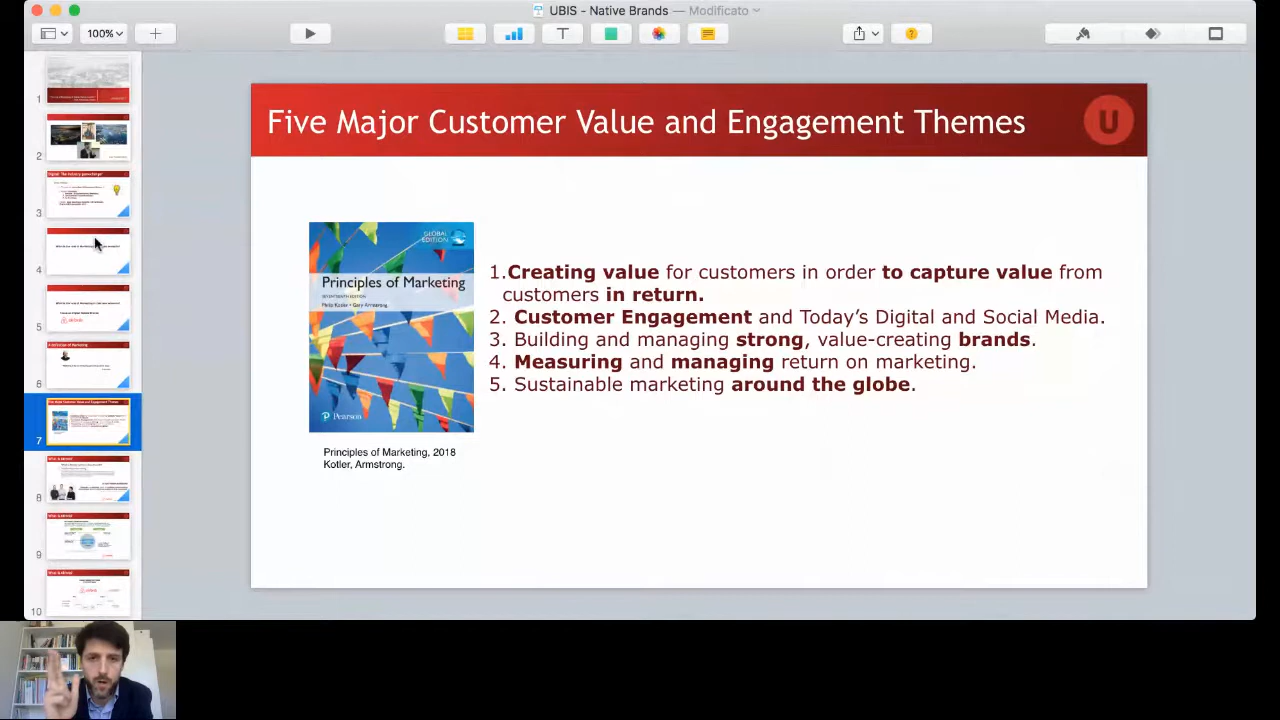 UBIS - Native Brands — Modificato
100%
Five Major Customer Value and Engagement Themes
U
GLOBAL
EDITION
Principles of Marketing
SEVENTEENTH EDITION
Philip Kotler • Gary Armstrong
Pearson
1.Creating value for customers in order to capture value from
customers in return.
2. Customer Engagement and Today’s Digital and Social Media.
3. Building and managing strong, value-creating brands.
4. Measuring and managing return on marketing.
5. Sustainable marketing around the globe.
Principles of Marketing, 2018
Kotler, Armstrong.
1
2
3
4
5
6
7
8
9
10